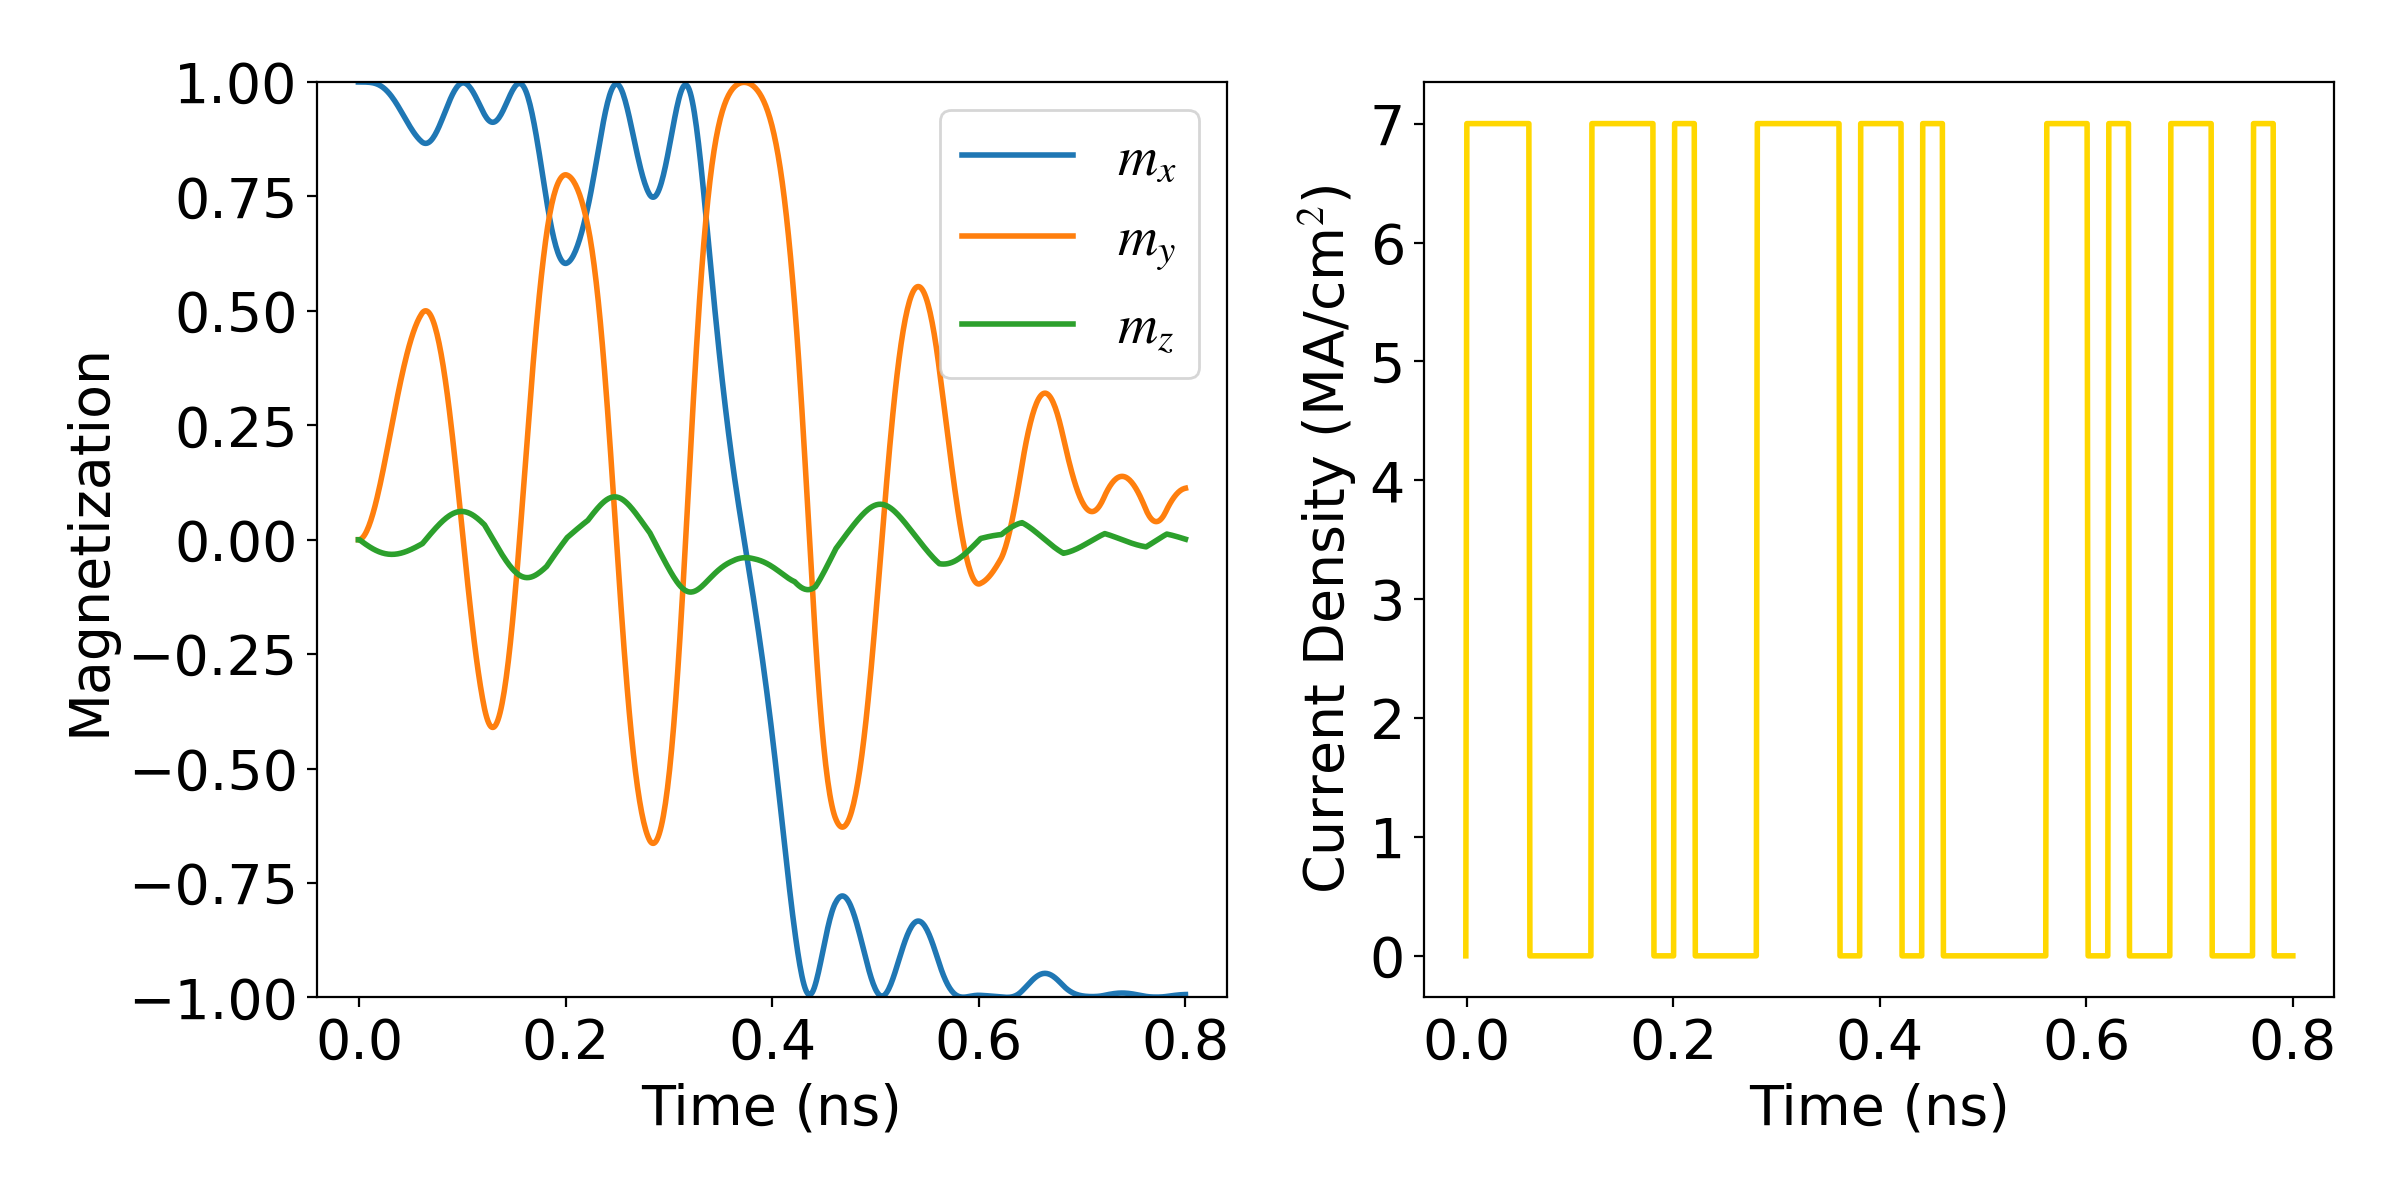 1.00
0.75
0.50
0.25
0.00
−0.25
−0.50
−0.75
−1.00
Magnetization
0.0 0.2 0.4 0.6 0.8
Time (ns)
m_x
m_y
m_z
7
6
5
4
3
2
1
0
Current Density (MA/cm²)
0.0 0.2 0.4 0.6 0.8
Time (ns)